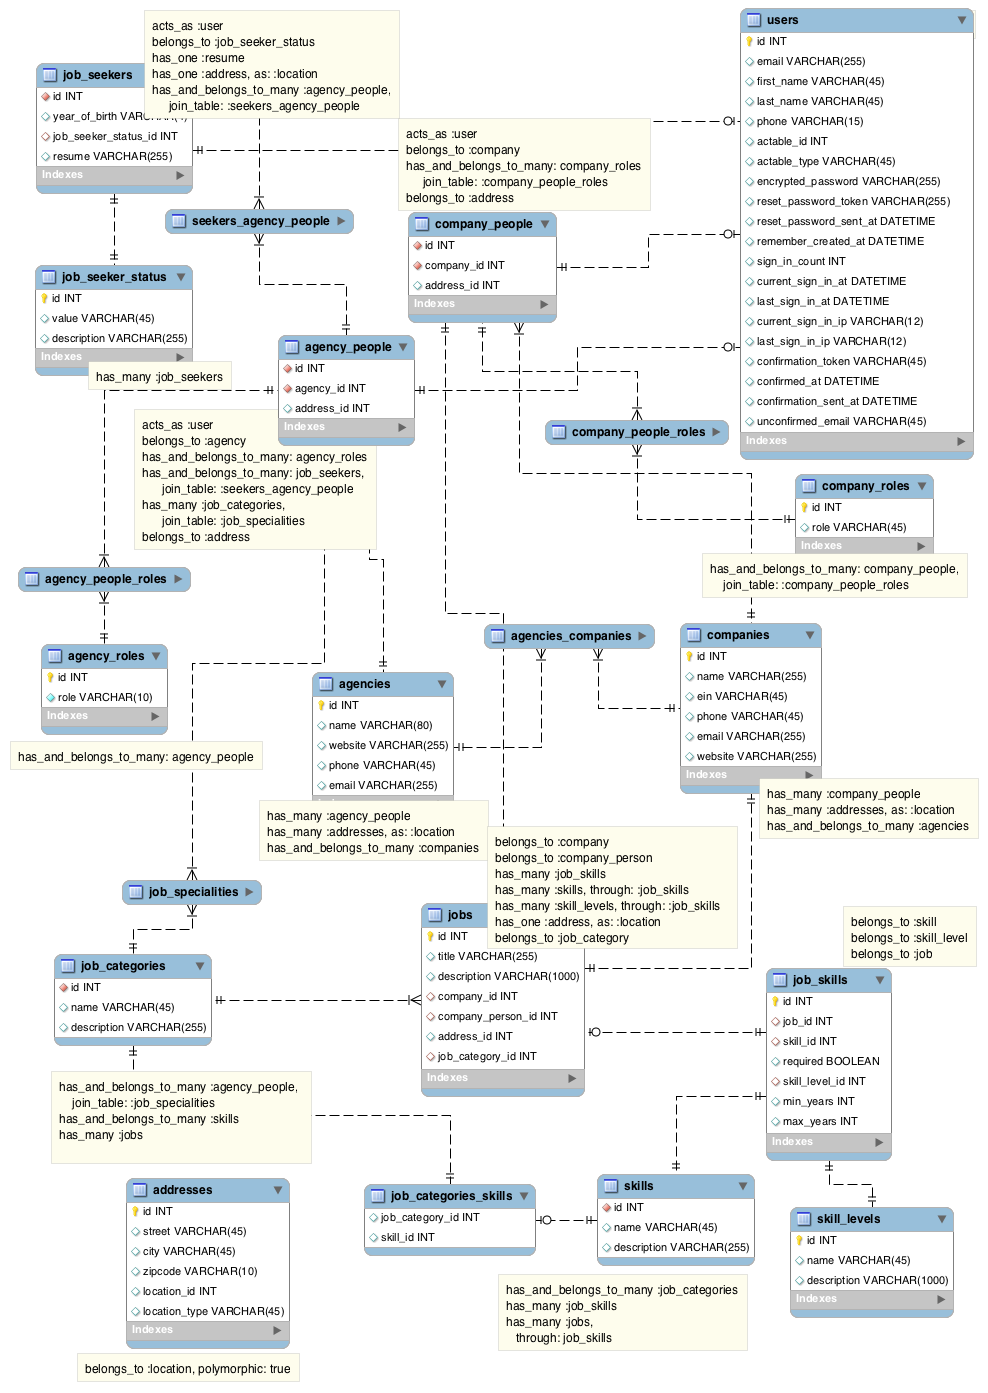 acts_as :user
belongs_to :job_seeker_status
has_one :resume
has_one :address, as: :location
has_and_belongs_to_many :agency_people,
join_table: :seekers_agency_people
job_seekers
id INT
job_seeker_status_id INT
resume VARCHAR(255)
Indexes
users
id INT
email VARCHAR(255)
first_name VARCHAR(45)
last_name VARCHAR(45)
phone VARCHAR(15)
actable_id INT
actable_type VARCHAR(45)
encrypted_password VARCHAR(255)
reset_password_token VARCHAR(255)
reset_password_sent_at DATETIME
remember_created_at DATETIME
sign_in_count INT
current_sign_in_at DATETIME
last_sign_in_at DATETIME
current_sign_in_ip VARCHAR(12)
last_sign_in_ip VARCHAR(12)
confirmation_token VARCHAR(45)
confirmed_at DATETIME
confirmation_sent_at DATETIME
unconfirmed_email VARCHAR(45)
Indexes
acts_as :user
belongs_to :company
has_and_belongs_to_many: company_roles
join_table: :company_people_roles
belongs_to :address
seekers_agency_people
company_people
id INT
company_id INT
address_id INT
Indexes
job_seeker_status
id INT
value VARCHAR(45)
description VARCHAR(255)
Indexes
has_many :job_seekers
agency_people
id INT
agency_id INT
address_id INT
Indexes
acts_as :user
belongs_to :agency
has_and_belongs_to_many: agency_roles
has_and_belongs_to_many: job_seekers,
join_table: :seekers_agency_people
has_many :job_categories,
join_table: :job_specialities
belongs_to :address
company_people_roles
company_roles
id INT
role VARCHAR(45)
Indexes
has_and_belongs_to_many: company_people,
join_table: :company_people_roles
agency_people_roles
agency_roles
id INT
role VARCHAR(10)
Indexes
has_and_belongs_to_many: agency_people
agencies_companies
agencies
id INT
name VARCHAR(80)
website VARCHAR(255)
phone VARCHAR(45)
email VARCHAR(255)
has_many :agency_people
has_many :addresses, as: :location
has_and_belongs_to_many :companies
companies
id INT
name VARCHAR(255)
ein VARCHAR(45)
phone VARCHAR(45)
email VARCHAR(255)
website VARCHAR(255)
Indexes
has_many :company_people
has_many :addresses, as: :location
has_and_belongs_to_many :agencies
belongs_to :company
belongs_to :company_person
has_many :job_skills
has_many :skills, through: :job_skills
has_many :skill_levels, through: :job_skills
has_one :address, as: :location
belongs_to :job_category
job_specialities
jobs
id INT
title VARCHAR(255)
description VARCHAR(1000)
company_id INT
company_person_id INT
address_id INT
job_category_id INT
Indexes
belongs_to :skill
belongs_to :skill_level
belongs_to :job
job_categories
id INT
name VARCHAR(45)
description VARCHAR(255)
job_skills
id INT
job_id INT
skill_id INT
required BOOLEAN
skill_level_id INT
min_years INT
max_years INT
Indexes
has_and_belongs_to_many :agency_people,
join_table: :job_specialities
has_and_belongs_to_many :skills
has_many :jobs
addresses
id INT
street VARCHAR(45)
city VARCHAR(45)
zipcode VARCHAR(10)
location_id INT
location_type VARCHAR(45)
Indexes
belongs_to :location, polymorphic: true
job_categories_skills
job_category_id INT
skill_id INT
skills
id INT
name VARCHAR(45)
description VARCHAR(255)
has_and_belongs_to_many :job_categories
has_many :job_skills
has_many :jobs,
through: job_skills
skill_levels
id INT
name VARCHAR(45)
description VARCHAR(1000)
Indexes